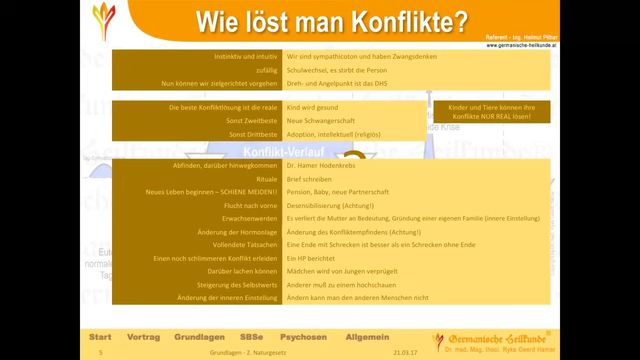 Wie löst man Konflikte?
Referent - Ing. Helmut Pilhar
www.germanische-heilkunde.at
Instinktiv und intuitiv Wir sind sympathicoton und haben Zwangsdenken
zufällig Schulwechsel, es stirbt die Person
Nun können wir zielgerichtet vorgehen Dreh- und Angelpunkt ist das DHS
Die beste Konfliktlösung ist die reale Kind wird gesund
Sonst Zweitbeste Neue Schwangerschaft
Sonst Drittbeste Adoption, intellektuell (religiös)
Kinder und Tiere können ihre
Konflikte NUR REAL lösen!
Konflikt-Verlauf
Abfinden, darüber hinwegkommen Dr. Hamer Hodenkrebs
Rituale Brief schreiben
Neues Leben beginnen – SCHIENE MEIDEN!! Pension, Baby, neue Partnerschaft
Flucht nach vorne Desensibilisierung (Achtung!)
Erwachsenwerden Es verliert die Mutter an Bedeutung, Gründung einer eigenen Familie (innere Einstellung)
Änderung der Hormonlage Änderung des Konfliktempfindens (Achtung!)
Vollendete Tatsachen Eine Ende mit Schrecken ist besser als ein Schrecken ohne Ende
Einen noch schlimmeren Konflikt erleiden Ein HP berichtet
Darüber lachen können Mädchen wird von Jungen verprügelt
Steigerung des Selbstwerts Anderer muß zu einem hochschauen
Änderung der inneren Einstellung Ändern kann man den anderen Menschen nicht
Start Vortrag Grundlagen SBSe Psychosen Allgemein
Germanische Heilkunde
Dr. med. Mag. theol. Ryke Geerd Hamer
5 Grundlagen - 2. Naturgesetz 21.03.17